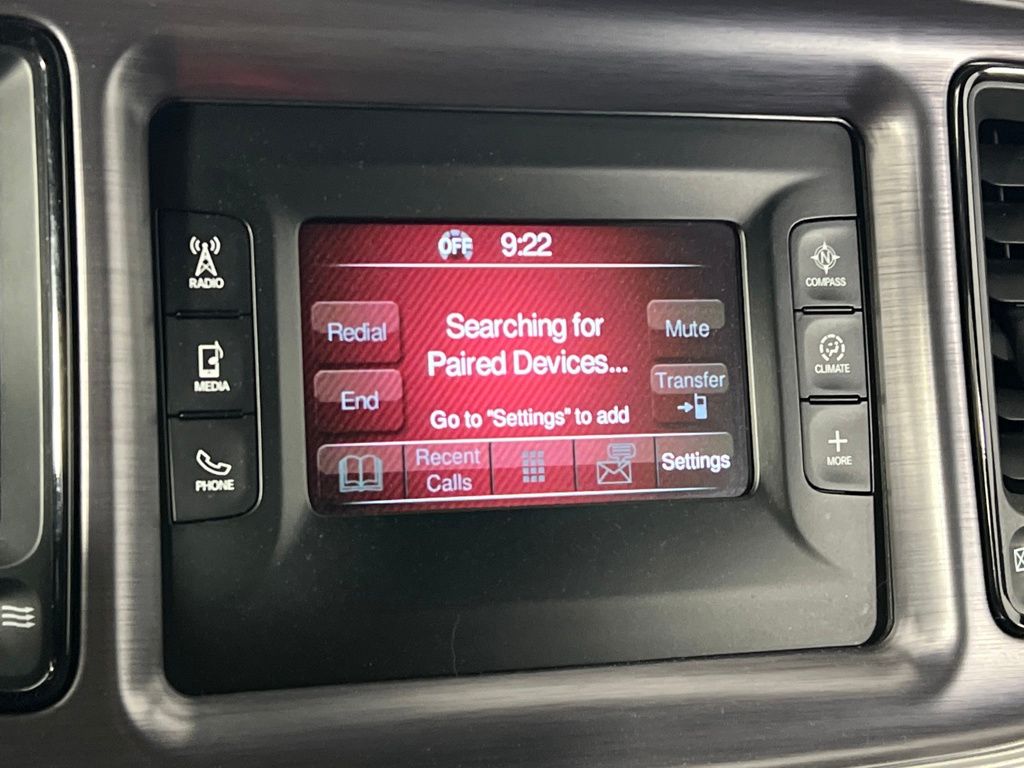 OFF 9:22
RADIO
MEDIA
PHONE
Redial
End
Searching for
Paired Devices...
Go to "Settings" to add
Mute
Transfer
Recent
Calls
Settings
N
COMPASS
CLIMATE
MORE